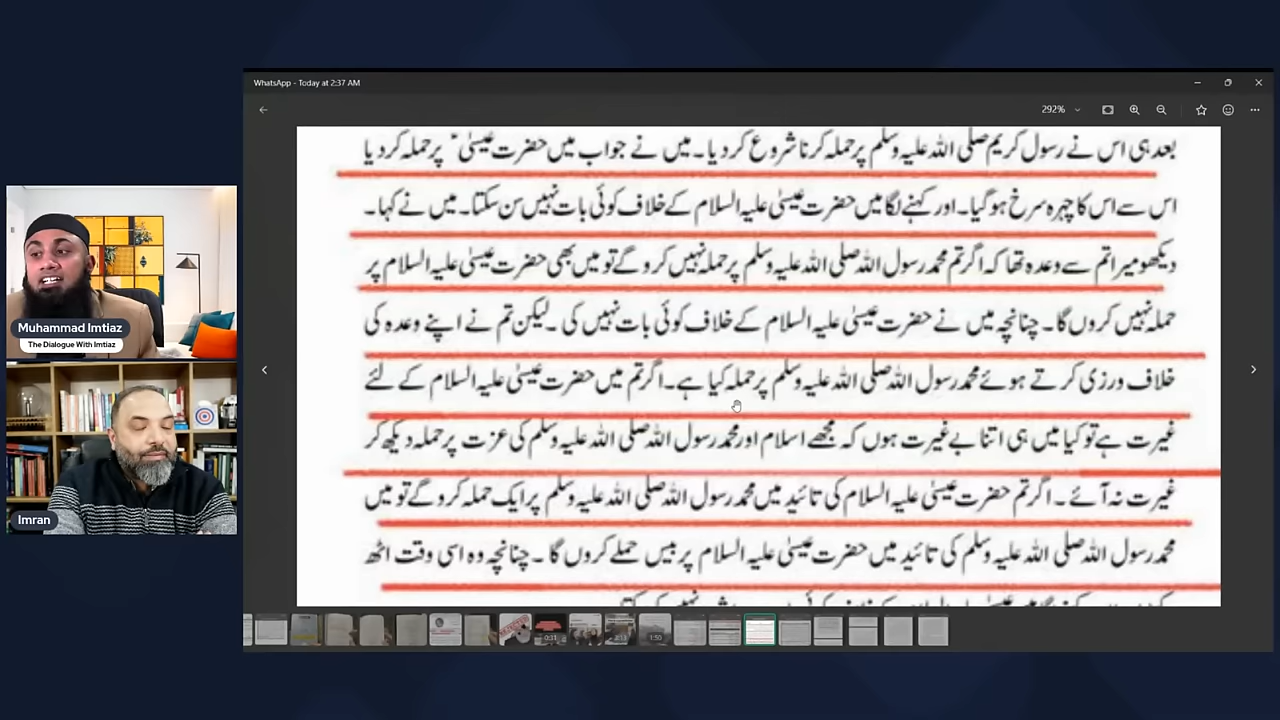 WhatsApp - Today at 2:37 AM
292%
بعد ہی اس نے رسول کریم صلی اللہ علیہ وسلم پر حملہ کرنا شروع کر دیا۔ میں نے جواب میں حضرت عیسیٰؑ پر حملہ کر دیا
اس سے اس کا چہرہ سرخ ہو گیا۔ اور کہنے لگا میں حضرت عیسیٰ علیہ السلام کے خلاف کوئی بات نہیں سن سکتا۔ میں نے کہا۔
دیکھو میرا تم سے وعدہ تھا کہ اگر تم محمد رسول اللہ صلی اللہ علیہ وسلم پر حملہ نہیں کرو گے تو میں بھی حضرت عیسیٰ علیہ السلام پر
حملہ نہیں کروں گا۔ چنانچہ میں نے حضرت عیسیٰ علیہ السلام کے خلاف کوئی بات نہیں کی۔ لیکن تم نے اپنے وعدہ کی
خلاف ورزی کرتے ہوئے محمد رسول اللہ صلی اللہ علیہ وسلم پر حملہ کیا ہے۔ اگر تم میں حضرت عیسیٰ علیہ السلام کے لئے
غیرت ہے تو کیا میں ہی اتنا بے غیرت ہوں کہ مجھے اسلام اور محمد رسول اللہ صلی اللہ علیہ وسلم کی عزت پر حملہ دیکھ کر
غیرت نہ آئے۔ اگر تم حضرت عیسیٰ علیہ السلام کی تائید میں محمد رسول اللہ صلی اللہ علیہ وسلم پر ایک حملہ کرو گے تو میں
محمد رسول اللہ صلی اللہ علیہ وسلم کی تائید میں حضرت عیسیٰ علیہ السلام پر بیس حملے کروں گا۔ چنانچہ وہ اسی وقت اٹھ
Muhammad Imtiaz
The Dialogue With Imtiaz
Imran
0:31
1:50